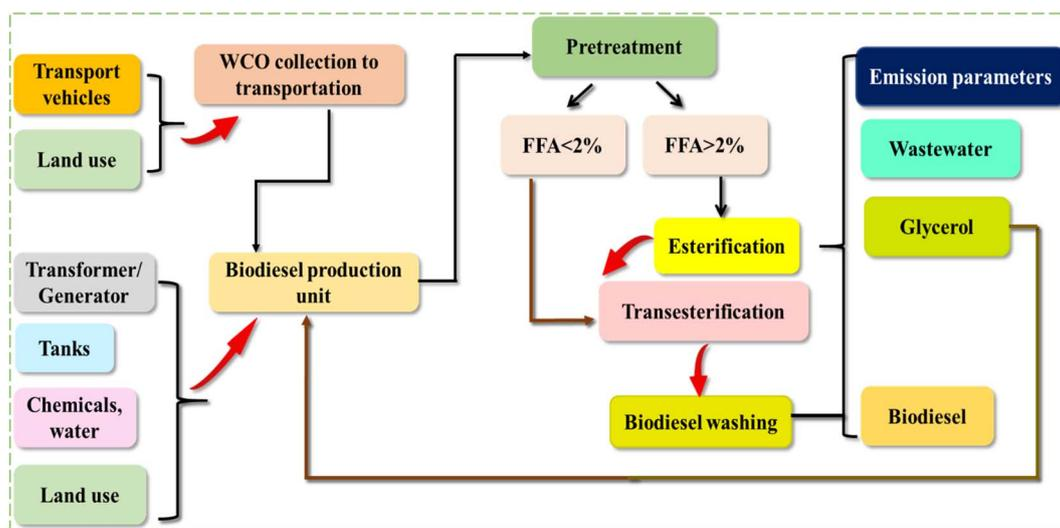 Transport
vehicles
Land use
WCO collection to
transportation
Transformer/
Generator
Tanks
Chemicals,
water
Land use
Biodiesel production
unit
Pretreatment
FFA<2%
FFA>2%
Esterification
Transesterification
Biodiesel washing
Emission parameters
Wastewater
Glycerol
Biodiesel